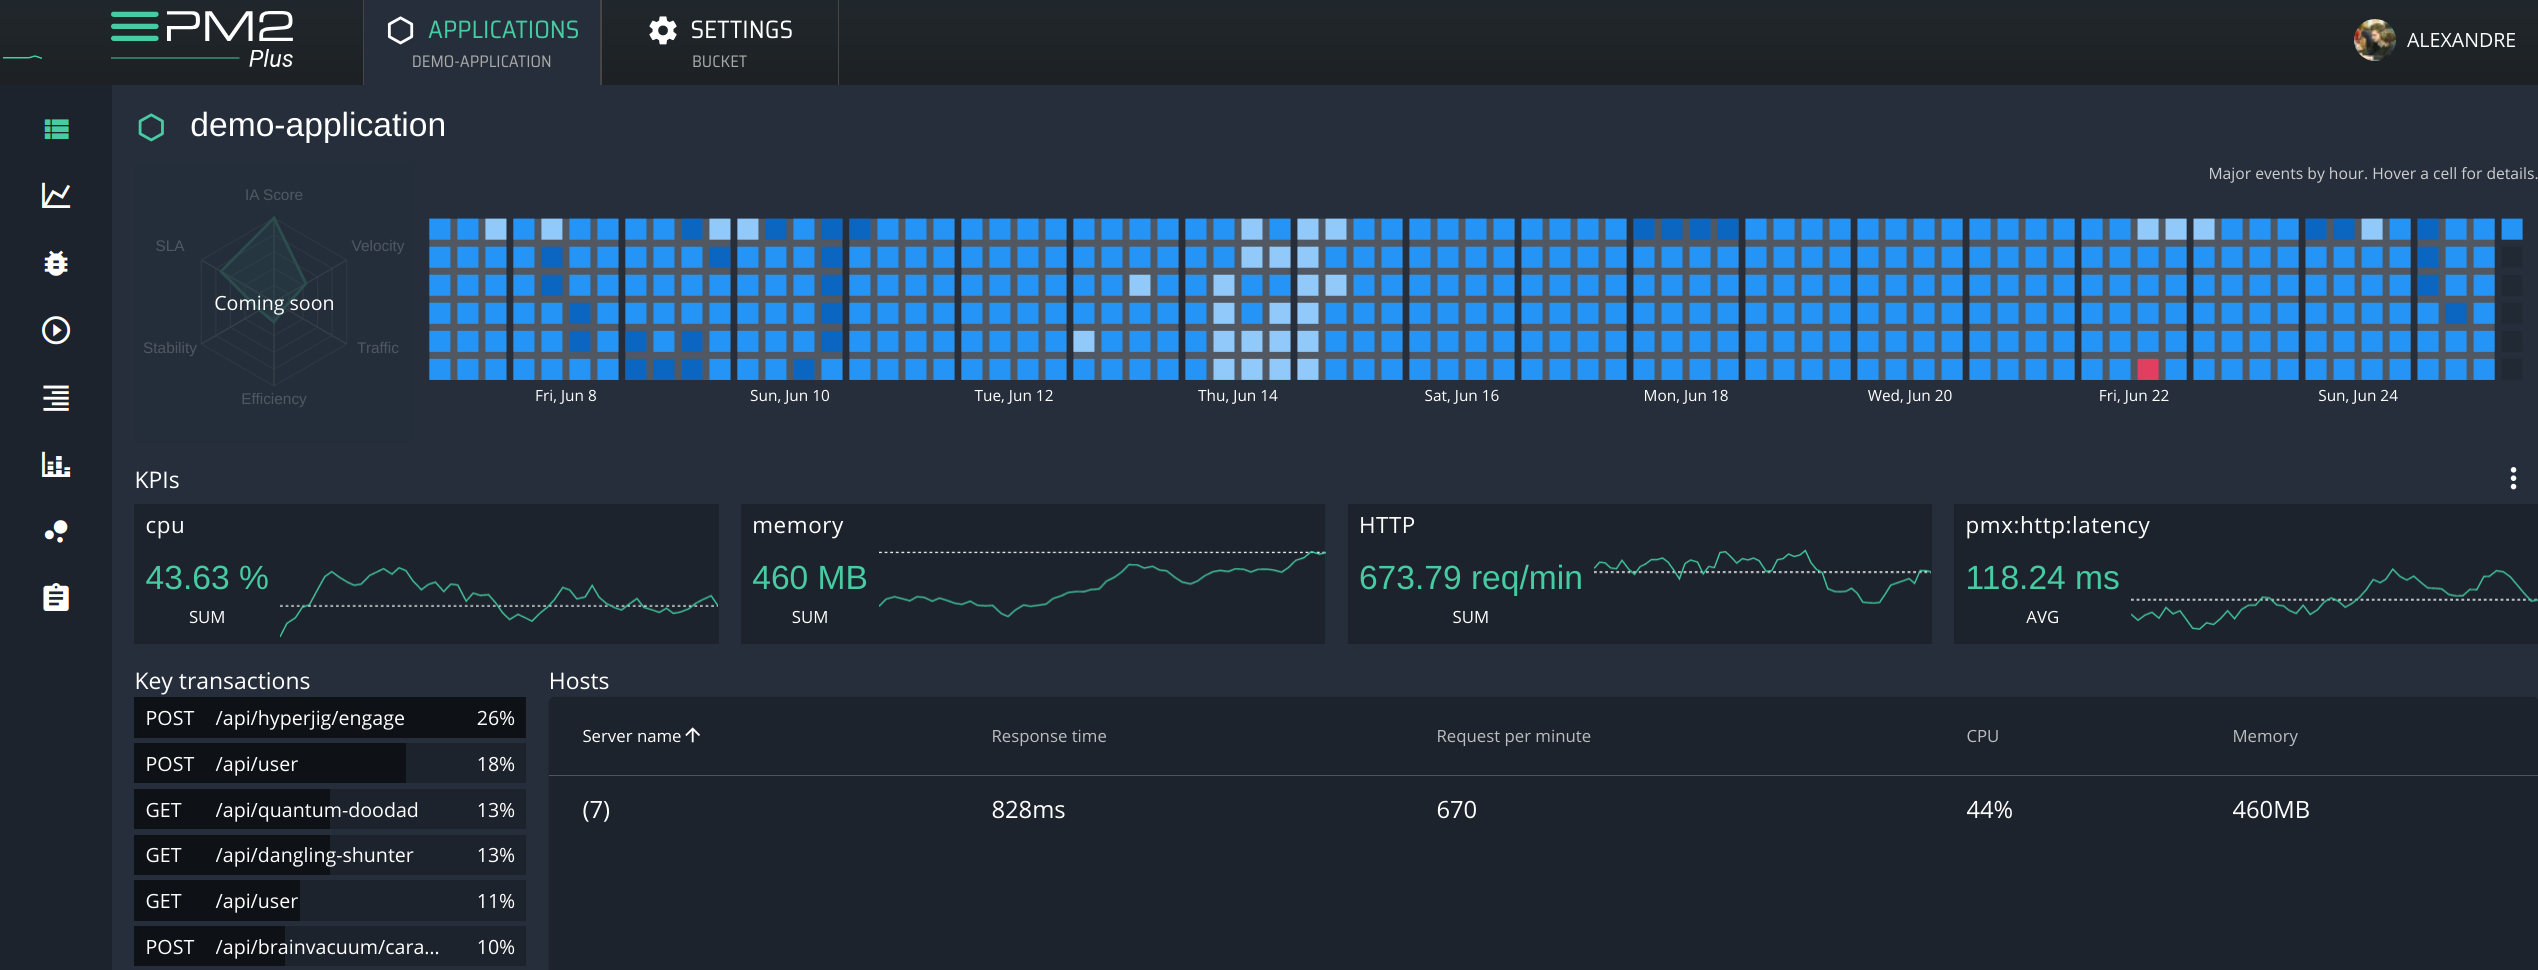 PM2
Plus
APPLICATIONS
DEMO-APPLICATION
SETTINGS
BUCKET
ALEXANDRE
demo-application
Major events by hour. Hover a cell for details.
IA Score
SLA
Velocity
Coming soon
Stability
Traffic
Efficiency
Fri, Jun 8
Sun, Jun 10
Tue, Jun 12
Thu, Jun 14
Sat, Jun 16
Mon, Jun 18
Wed, Jun 20
Fri, Jun 22
Sun, Jun 24
KPIs
cpu
43.63 %
SUM
memory
460 MB
SUM
HTTP
673.79 req/min
SUM
pmx:http:latency
118.24 ms
AVG
Key transactions
POST /api/hyperjig/engage 26%
POST /api/user 18%
GET /api/quantum-doodad 13%
GET /api/dangling-shunter 13%
GET /api/user 11%
POST /api/brainvacuum/cara... 10%
Hosts
Server name Response time Request per minute CPU Memory
(7) 828ms 670 44% 460MB